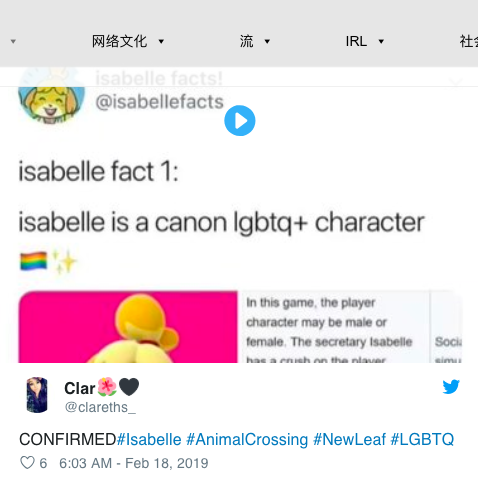 网络文化 流 IRL 社
isabelle facts!
@isabellefacts
isabelle fact 1:
isabelle is a canon lgbtq+ character
🏳️‍🌈✨
In this game, the player
character may be male or
female. The secretary Isabelle
has a crush on the player
Clar🌺🖤
@clareths_
CONFIRMED#Isabelle #AnimalCrossing #NewLeaf #LGBTQ
6 6:03 AM - Feb 18, 2019